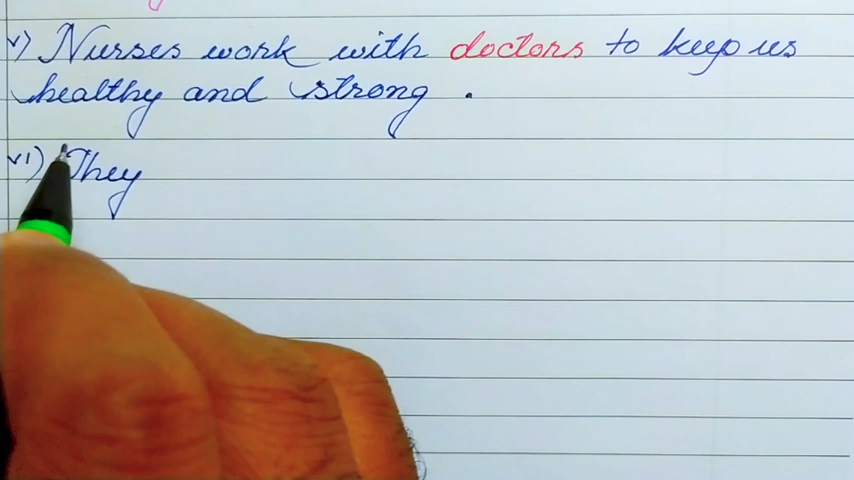 v) Nurses work with doctors to keep us
healthy and strong .
vi) They